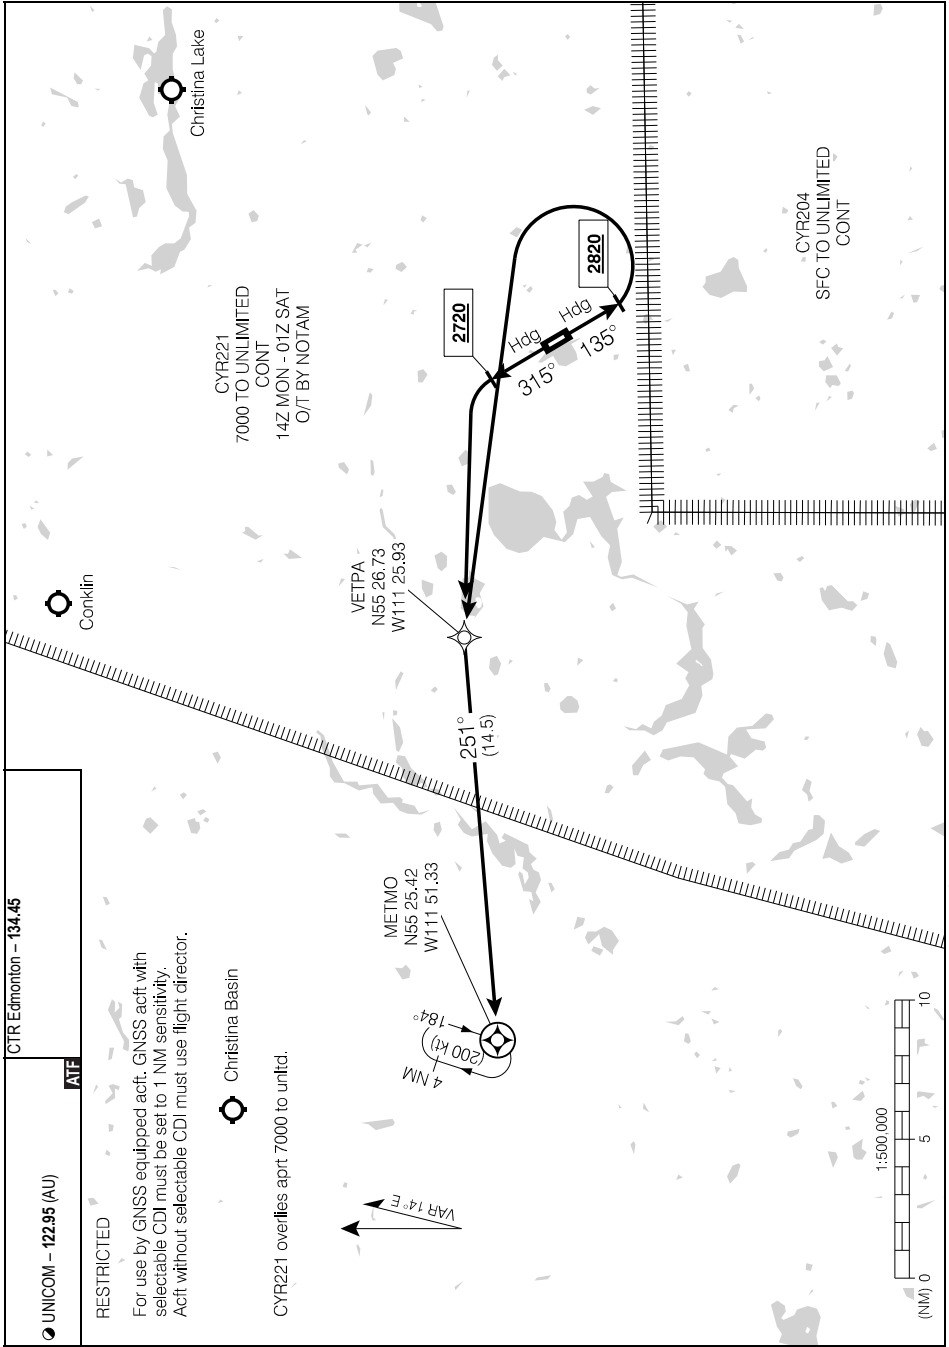 UNICOM – 122.95 (AU)
ATF
CTR Edmonton – 134.45
RESTRICTED
For use by GNSS equipped acft. GNSS acft with
selectable CDI must be set to 1 NM sensitivity.
Acft without selectable CDI must use flight director.
Christina Basin
CYR221 overlies aprt 7000 to unltd.
Conklin
Christina Lake
CYR221
7000 TO UNLIMITED
CONT
14Z MON - 01Z SAT
O/T BY NOTAM
VAR 14°E
4 NM
(200 kt)
184°
METMO
N55 25.42
W111 51.33
251°
(14.5)
VETPA
N55 26.73
W111 25.93
2720
315°
Hdg
Hdg
135°
2820
CYR204
SFC TO UNLIMITED
CONT
1:500,000
(NM) 0
5
10